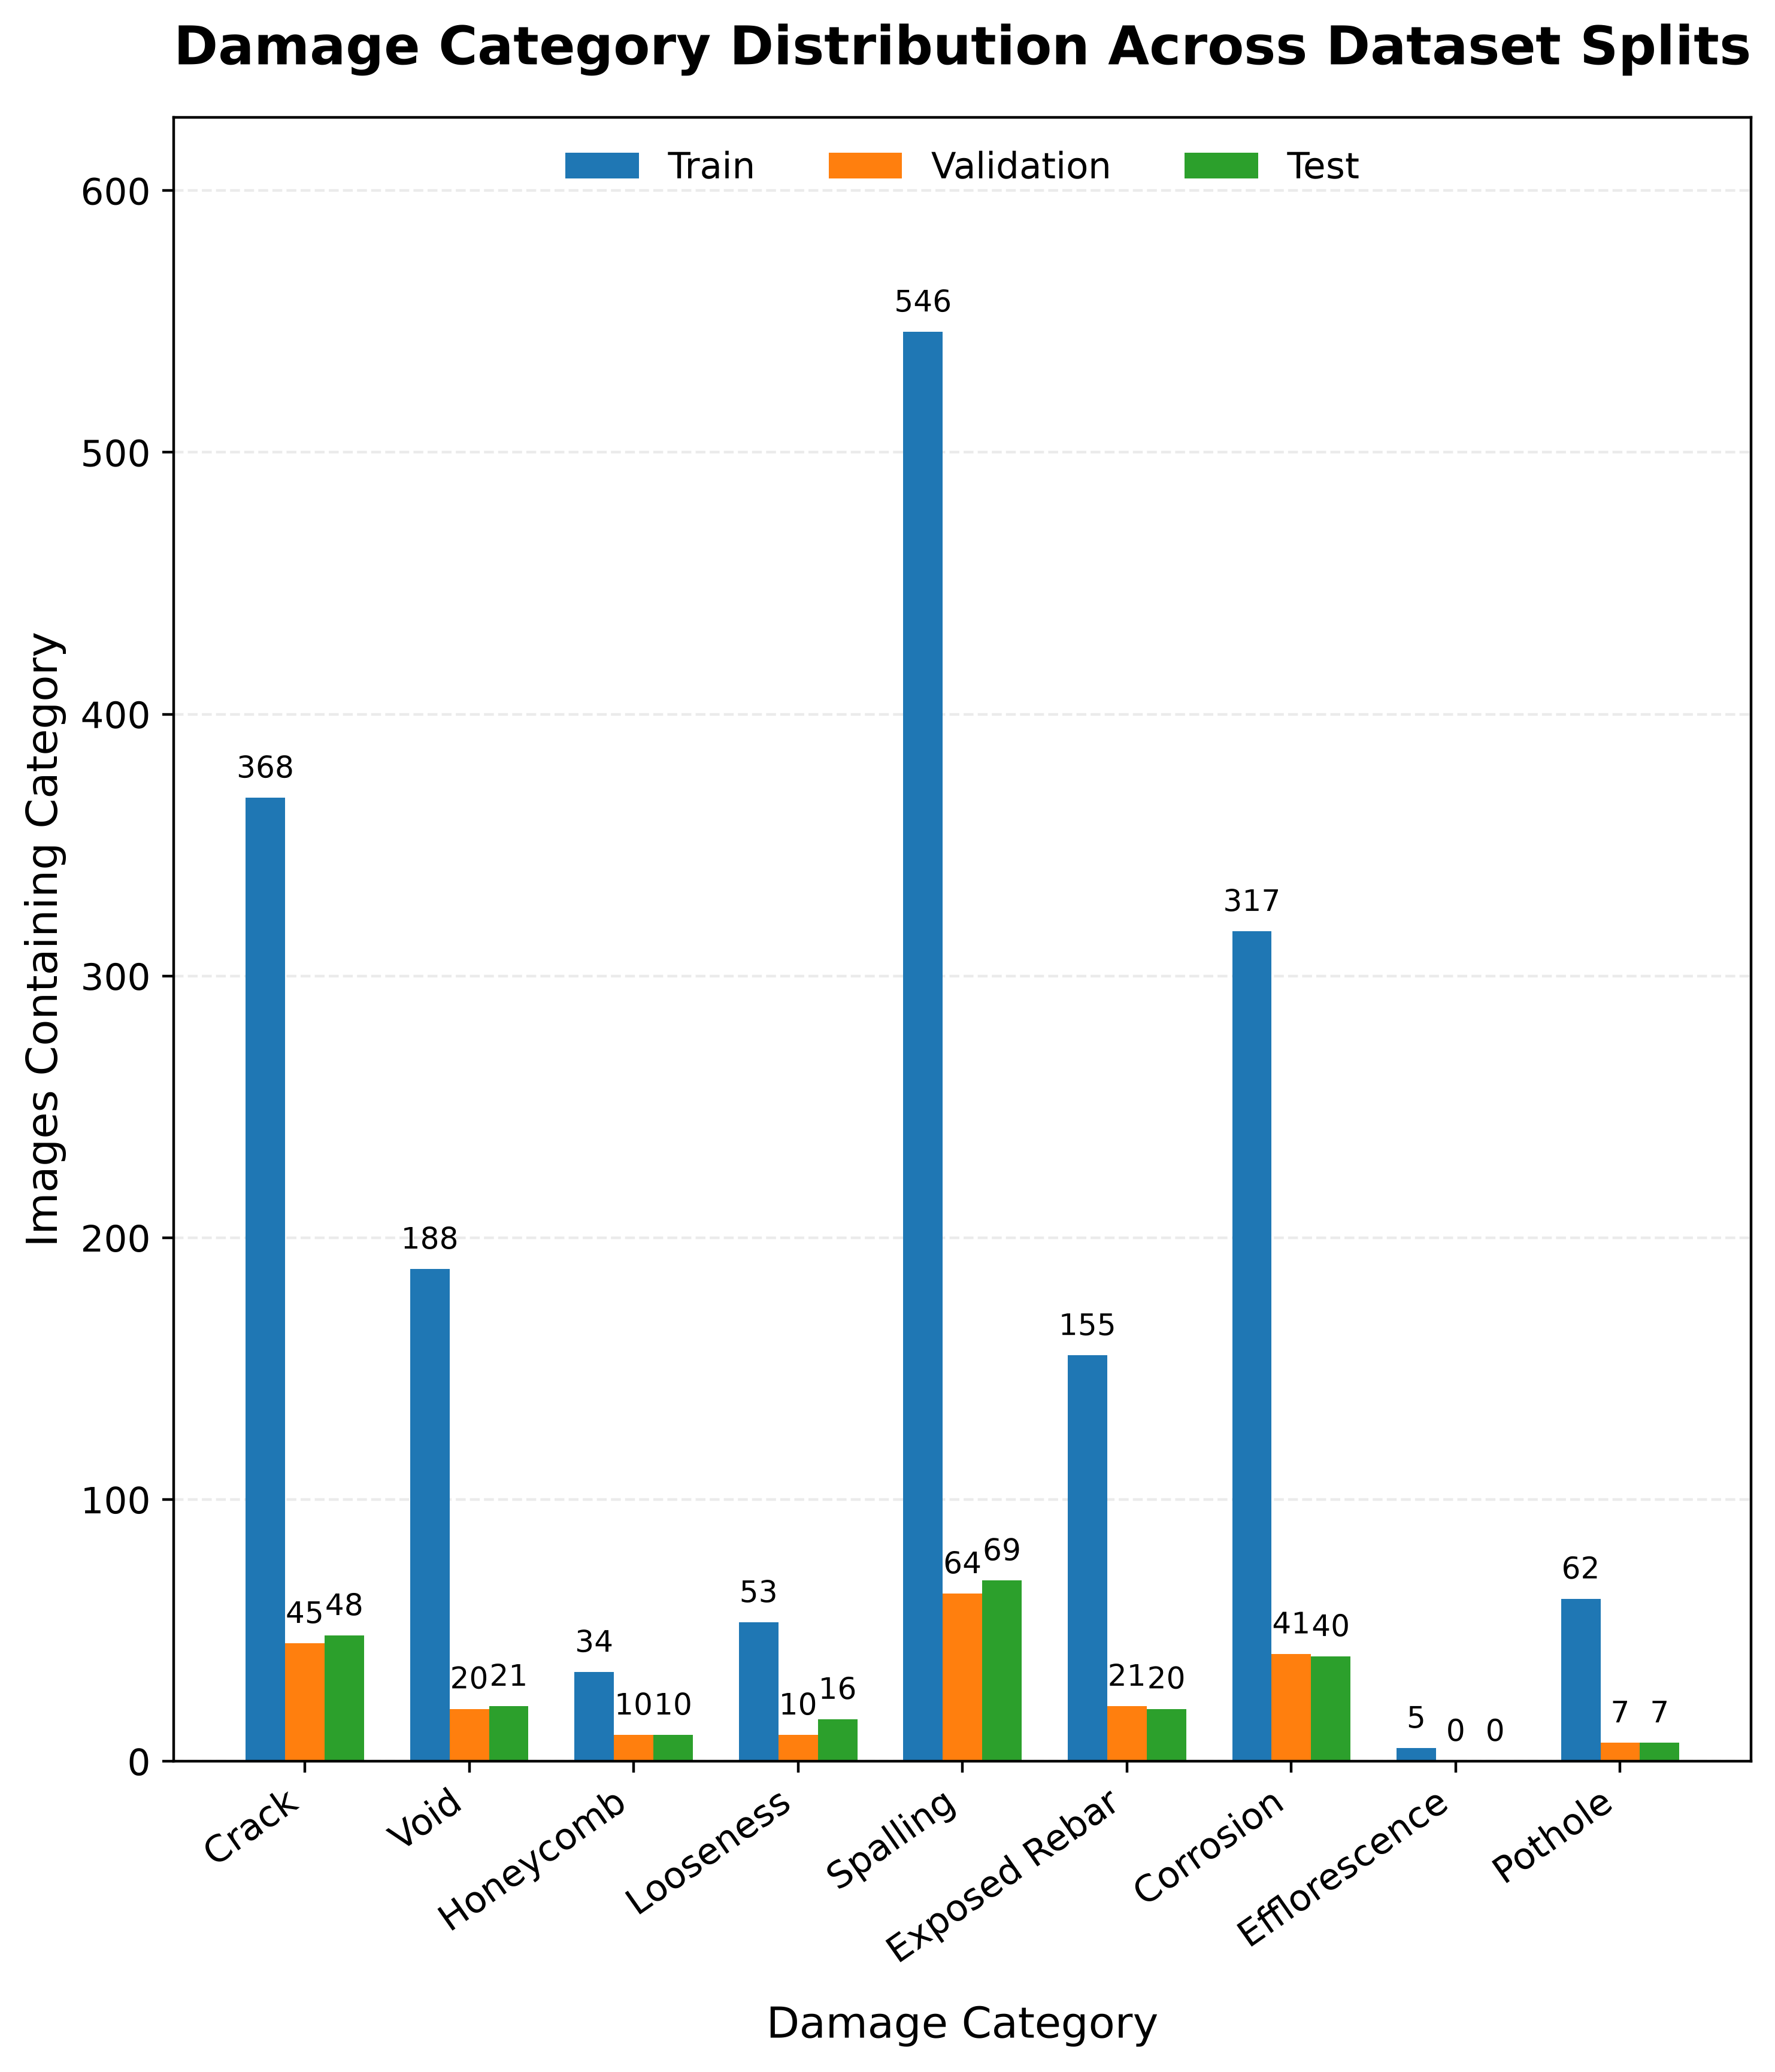 Damage Category Distribution Across Dataset Splits
Train Validation Test
Images Containing Category
600
500
400
300
200
100
0
368 45 48
188 20 21
34 10 10
53 10 16
546 64 69
155 21 20
317 41 40
5 0 0
62 7 7
Crack
Void
Honeycomb
Looseness
Spalling
Exposed Rebar
Corrosion
Efflorescence
Pothole
Damage Category